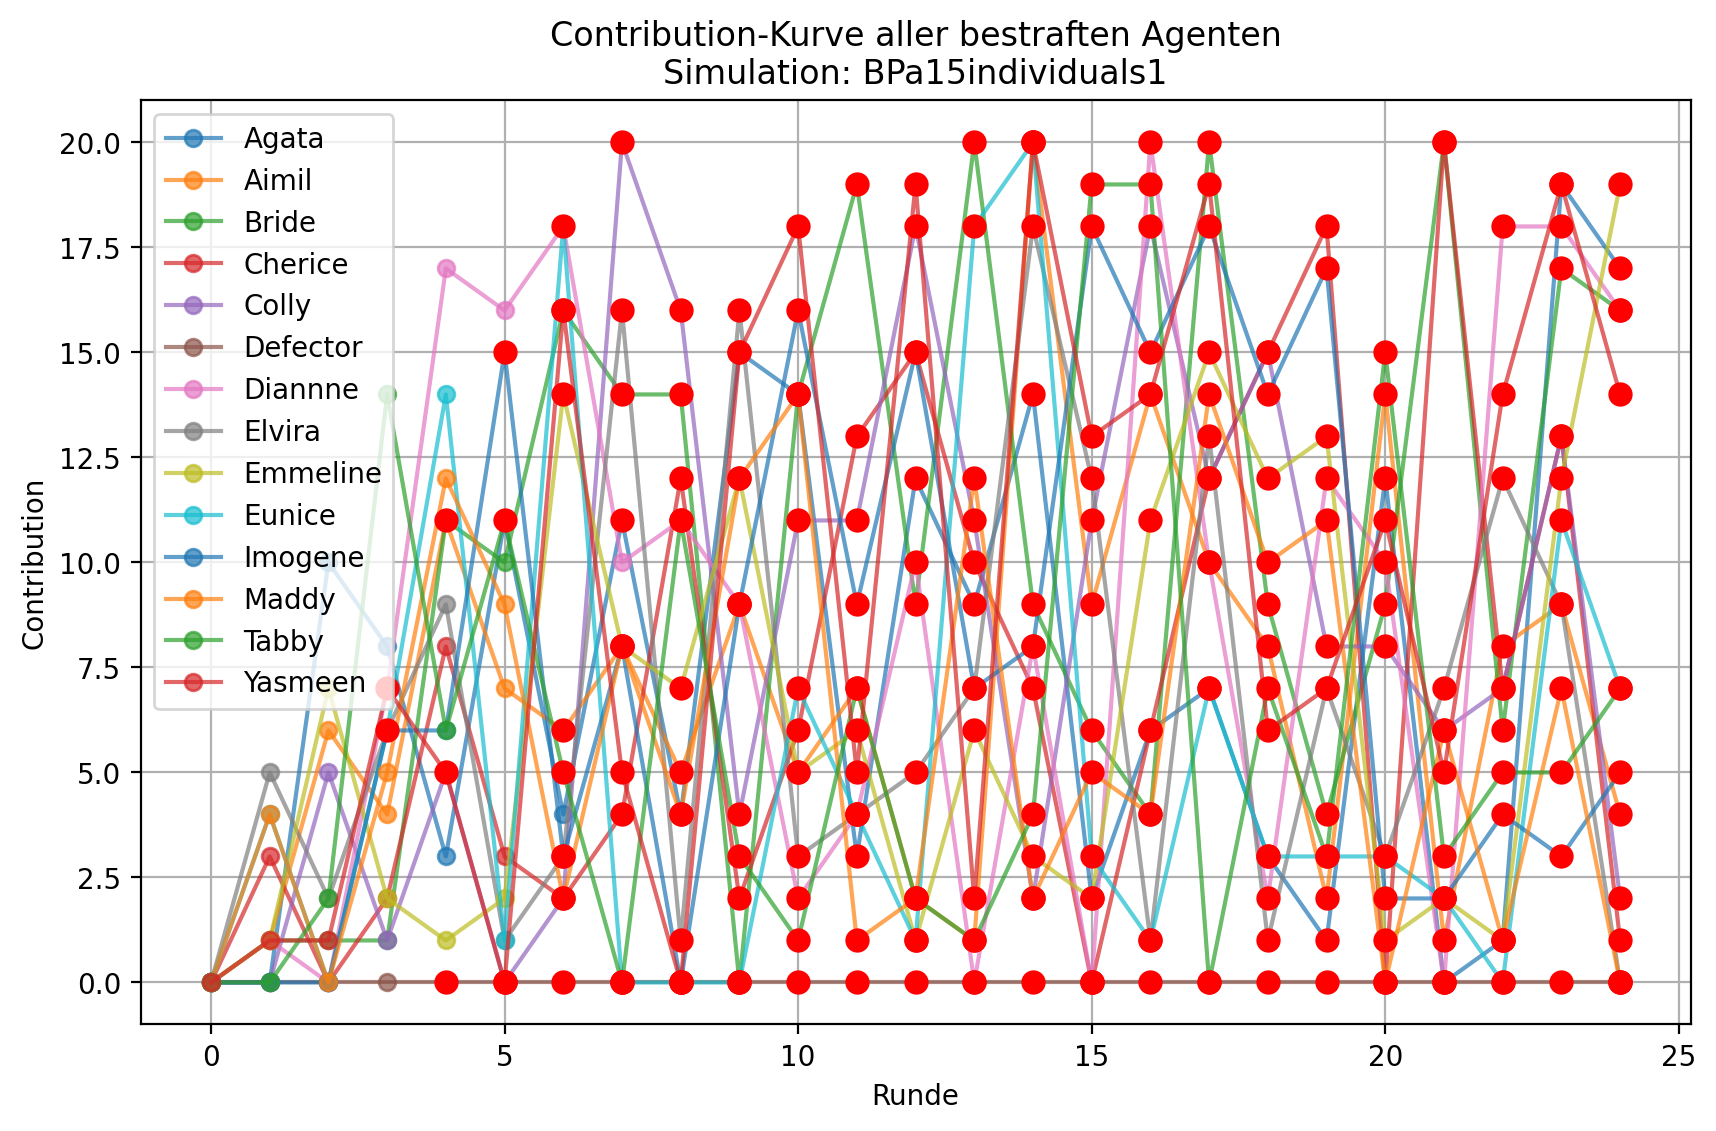 Contribution-Kurve aller bestraften Agenten
Simulation: BPa15individuals1
Agata
Aimil
Bride
Cherice
Colly
Defector
Diannne
Elvira
Emmeline
Eunice
Imogene
Maddy
Tabby
Yasmeen
Contribution
20.0
17.5
15.0
12.5
10.0
7.5
5.0
2.5
0.0
0 5 10 15 20 25
Runde